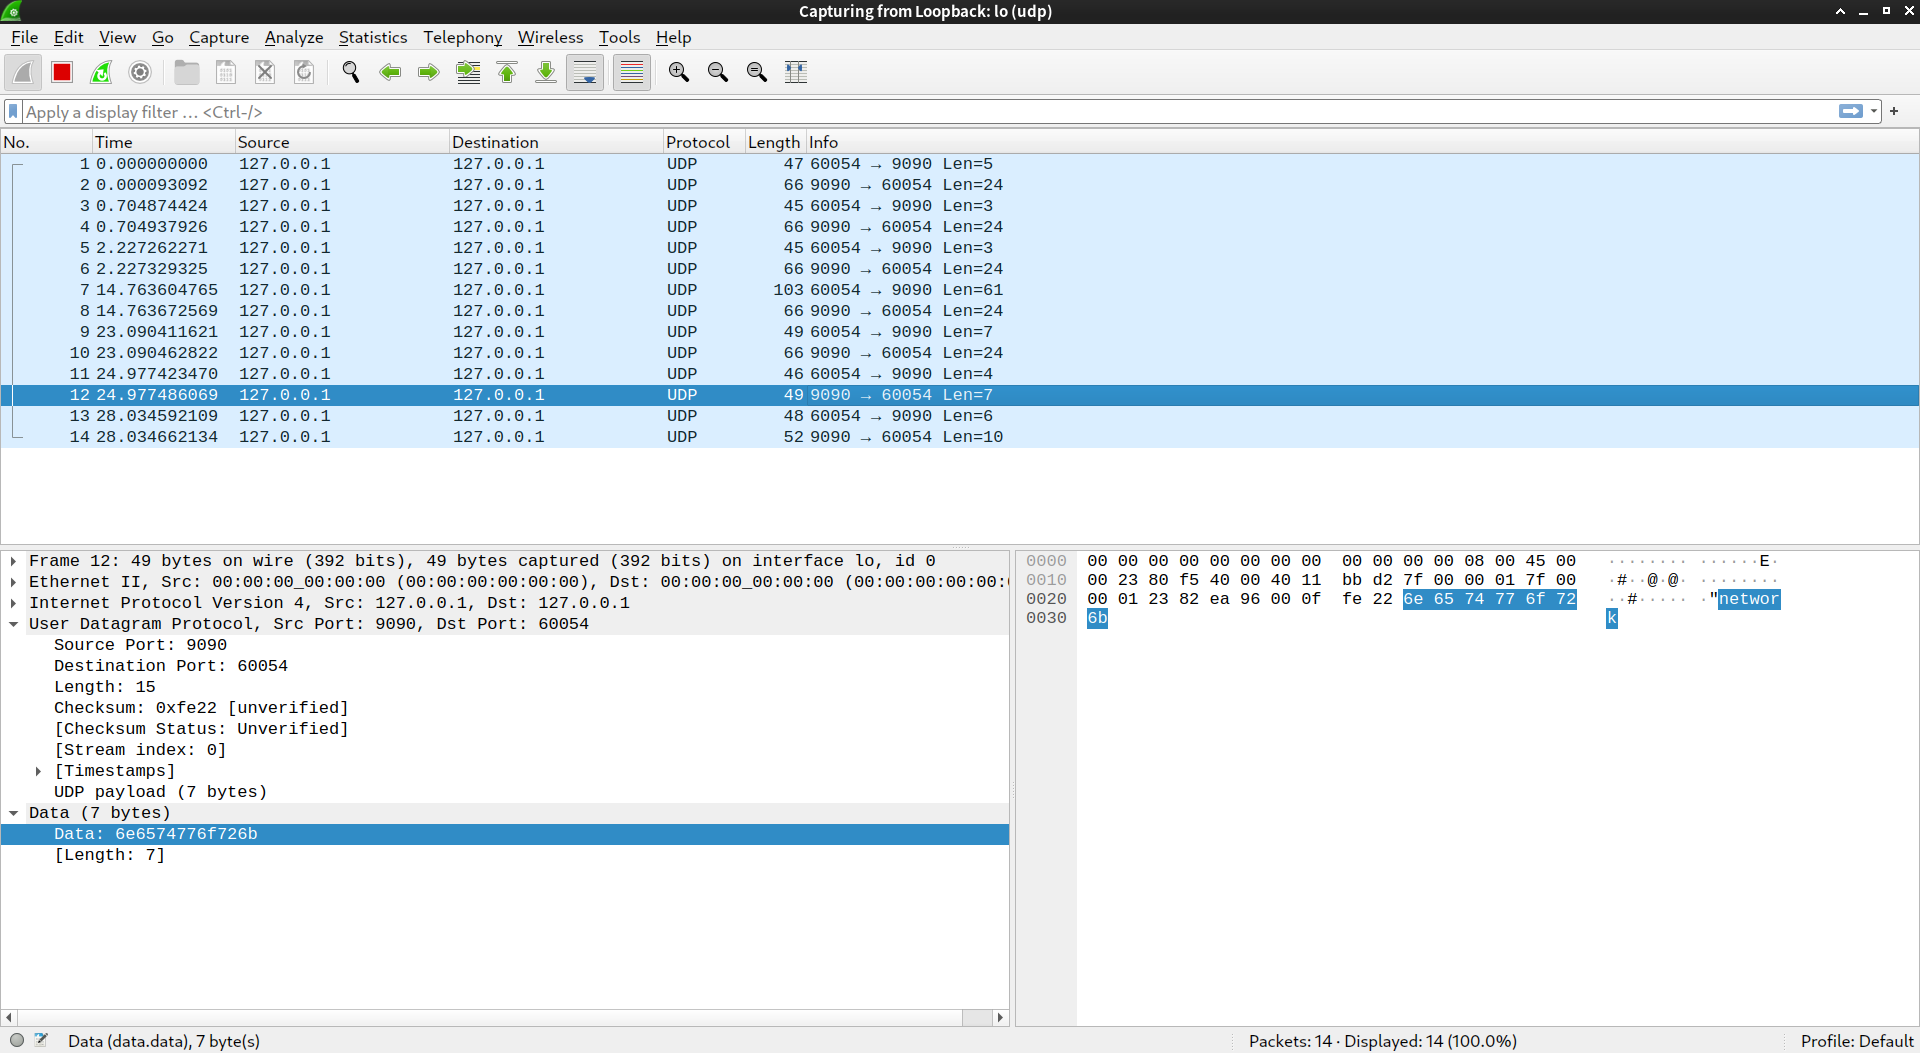 Capturing from Loopback: lo (udp)
File Edit View Go Capture Analyze Statistics Telephony Wireless Tools Help
Apply a display filter … <Ctrl-/>
No. Time Source Destination Protocol Length Info
1 0.000000000 127.0.0.1 127.0.0.1 UDP 47 60054 → 9090 Len=5
2 0.000093092 127.0.0.1 127.0.0.1 UDP 66 9090 → 60054 Len=24
3 0.704874424 127.0.0.1 127.0.0.1 UDP 45 60054 → 9090 Len=3
4 0.704937926 127.0.0.1 127.0.0.1 UDP 66 9090 → 60054 Len=24
5 2.227262271 127.0.0.1 127.0.0.1 UDP 45 60054 → 9090 Len=3
6 2.227329325 127.0.0.1 127.0.0.1 UDP 66 9090 → 60054 Len=24
7 14.763604765 127.0.0.1 127.0.0.1 UDP 103 60054 → 9090 Len=61
8 14.763672569 127.0.0.1 127.0.0.1 UDP 66 9090 → 60054 Len=24
9 23.090411621 127.0.0.1 127.0.0.1 UDP 49 60054 → 9090 Len=7
10 23.090462822 127.0.0.1 127.0.0.1 UDP 66 9090 → 60054 Len=24
11 24.977423470 127.0.0.1 127.0.0.1 UDP 46 60054 → 9090 Len=4
12 24.977486069 127.0.0.1 127.0.0.1 UDP 49 9090 → 60054 Len=7
13 28.034592109 127.0.0.1 127.0.0.1 UDP 48 60054 → 9090 Len=6
14 28.034662134 127.0.0.1 127.0.0.1 UDP 52 9090 → 60054 Len=10
Frame 12: 49 bytes on wire (392 bits), 49 bytes captured (392 bits) on interface lo, id 0
Ethernet II, Src: 00:00:00_00:00:00 (00:00:00:00:00:00), Dst: 00:00:00_00:00:00 (00:00:00:00:00:
Internet Protocol Version 4, Src: 127.0.0.1, Dst: 127.0.0.1
User Datagram Protocol, Src Port: 9090, Dst Port: 60054
Source Port: 9090
Destination Port: 60054
Length: 15
Checksum: 0xfe22 [unverified]
[Checksum Status: Unverified]
[Stream index: 0]
[Timestamps]
UDP payload (7 bytes)
Data (7 bytes)
Data: 6e6574776f726b
[Length: 7]
0000 00 00 00 00 00 00 00 00 00 00 00 00 08 00 45 00 ········ ······E·
0010 00 23 80 f5 40 00 40 11 bb d2 7f 00 00 01 7f 00 ·#··@·@· ········
0020 00 01 23 82 ea 96 00 0f fe 22 6e 65 74 77 6f 72 ··#····· ·"networ
0030 6b k
Data (data.data), 7 byte(s)
Packets: 14 · Displayed: 14 (100.0%)
Profile: Default